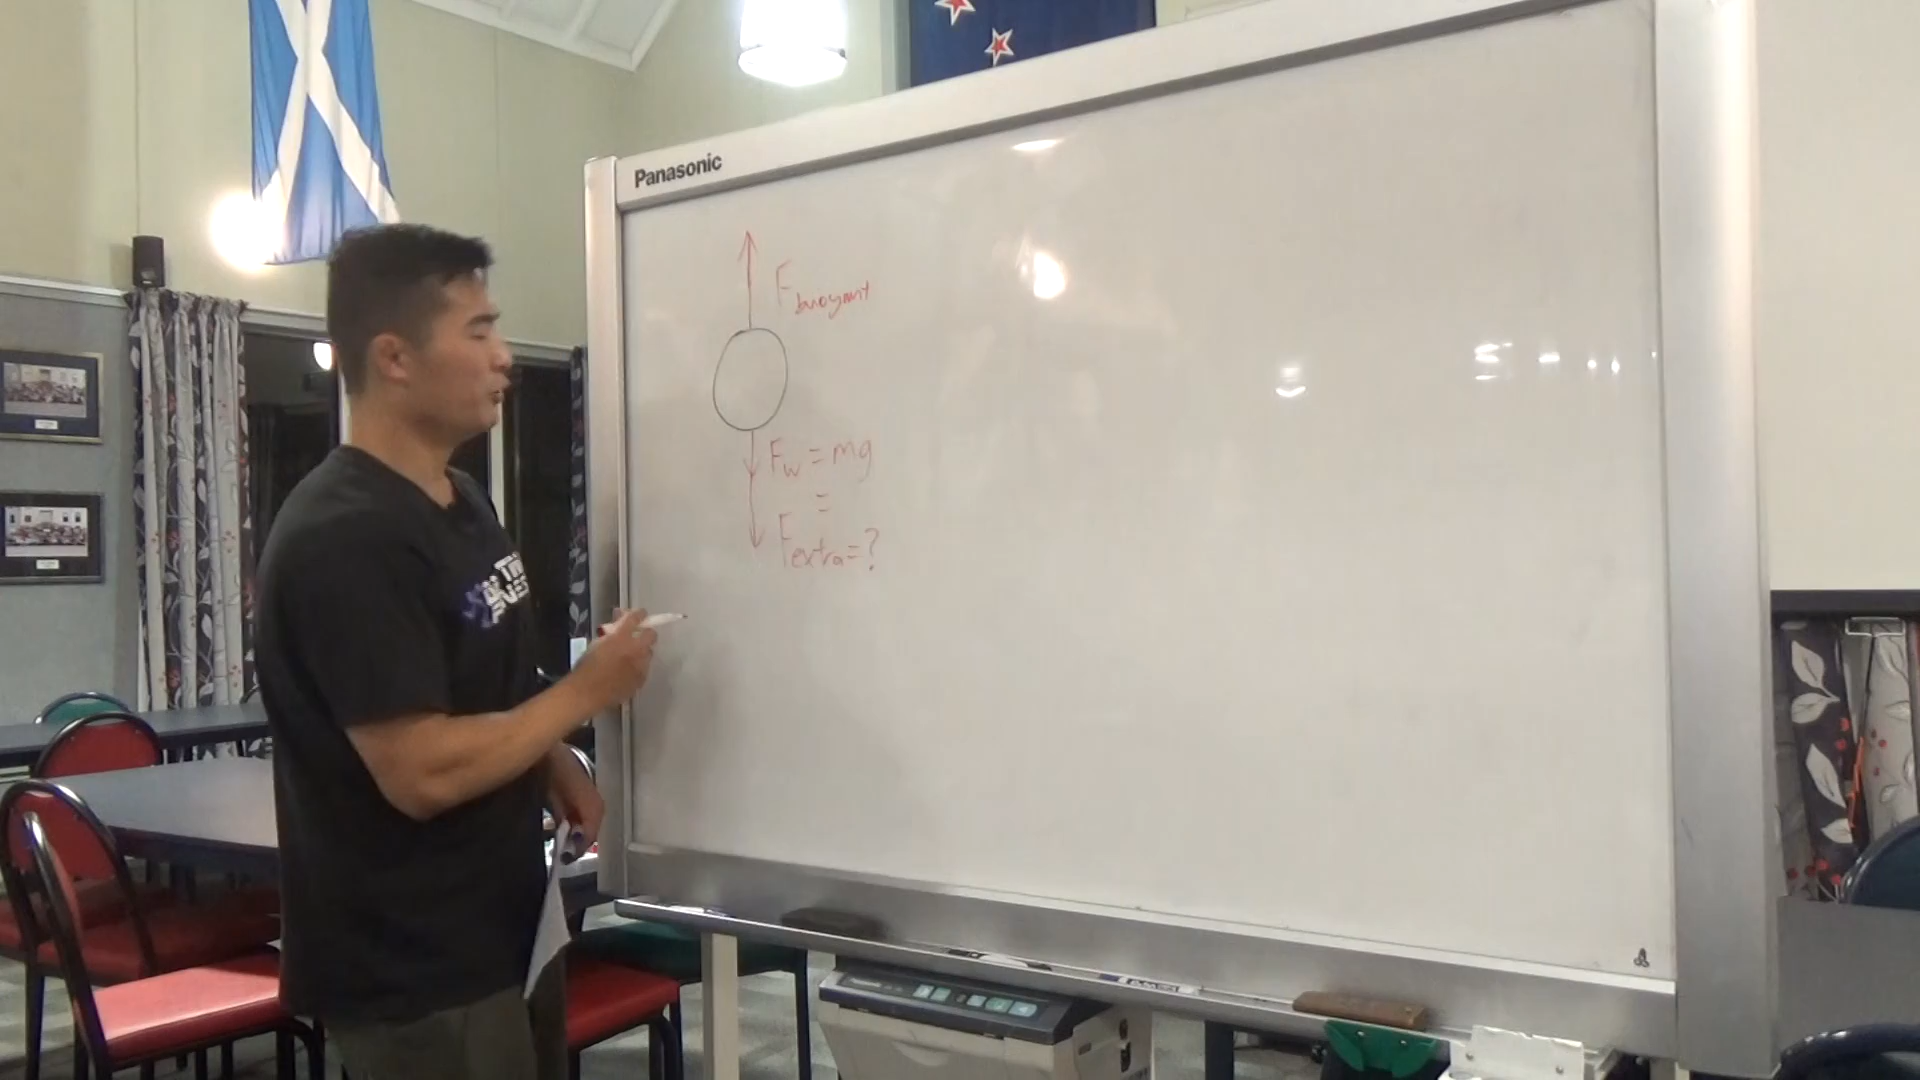 Panasonic
F buoyant
Fw = mg
=
Fextra = ?